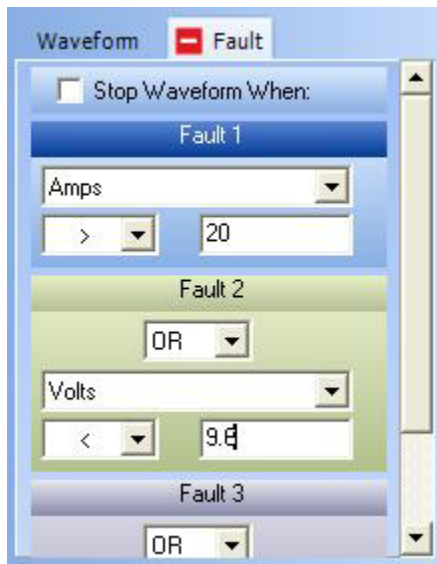 Waveform Fault
Stop Waveform When:
Fault 1
Amps
> 20
Fault 2
OR
Volts
< 9.6
Fault 3
OR